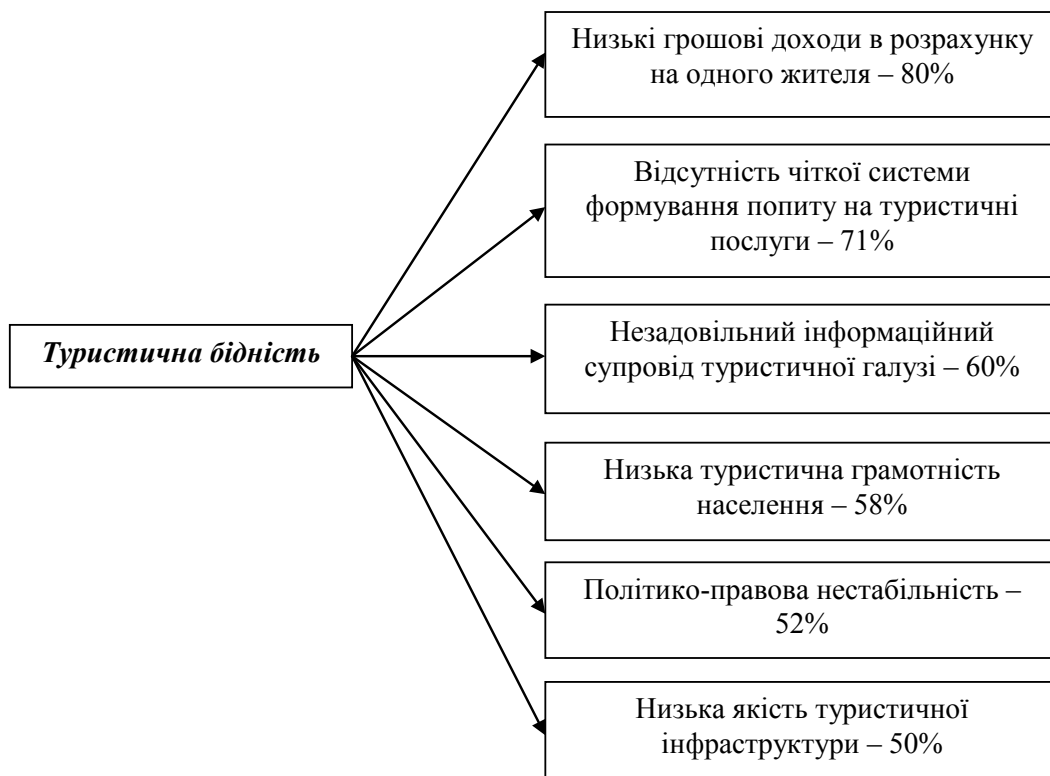 Низькі грошові доходи в розрахунку
на одного жителя – 80%
Відсутність чіткої системи
формування попиту на туристичні
послуги – 71%
Туристична бідність
Незадовільний інформаційний
супровід туристичної галузі – 60%
Низька туристична грамотність
населення – 58%
Політико-правова нестабільність –
52%
Низька якість туристичної
інфраструктури – 50%